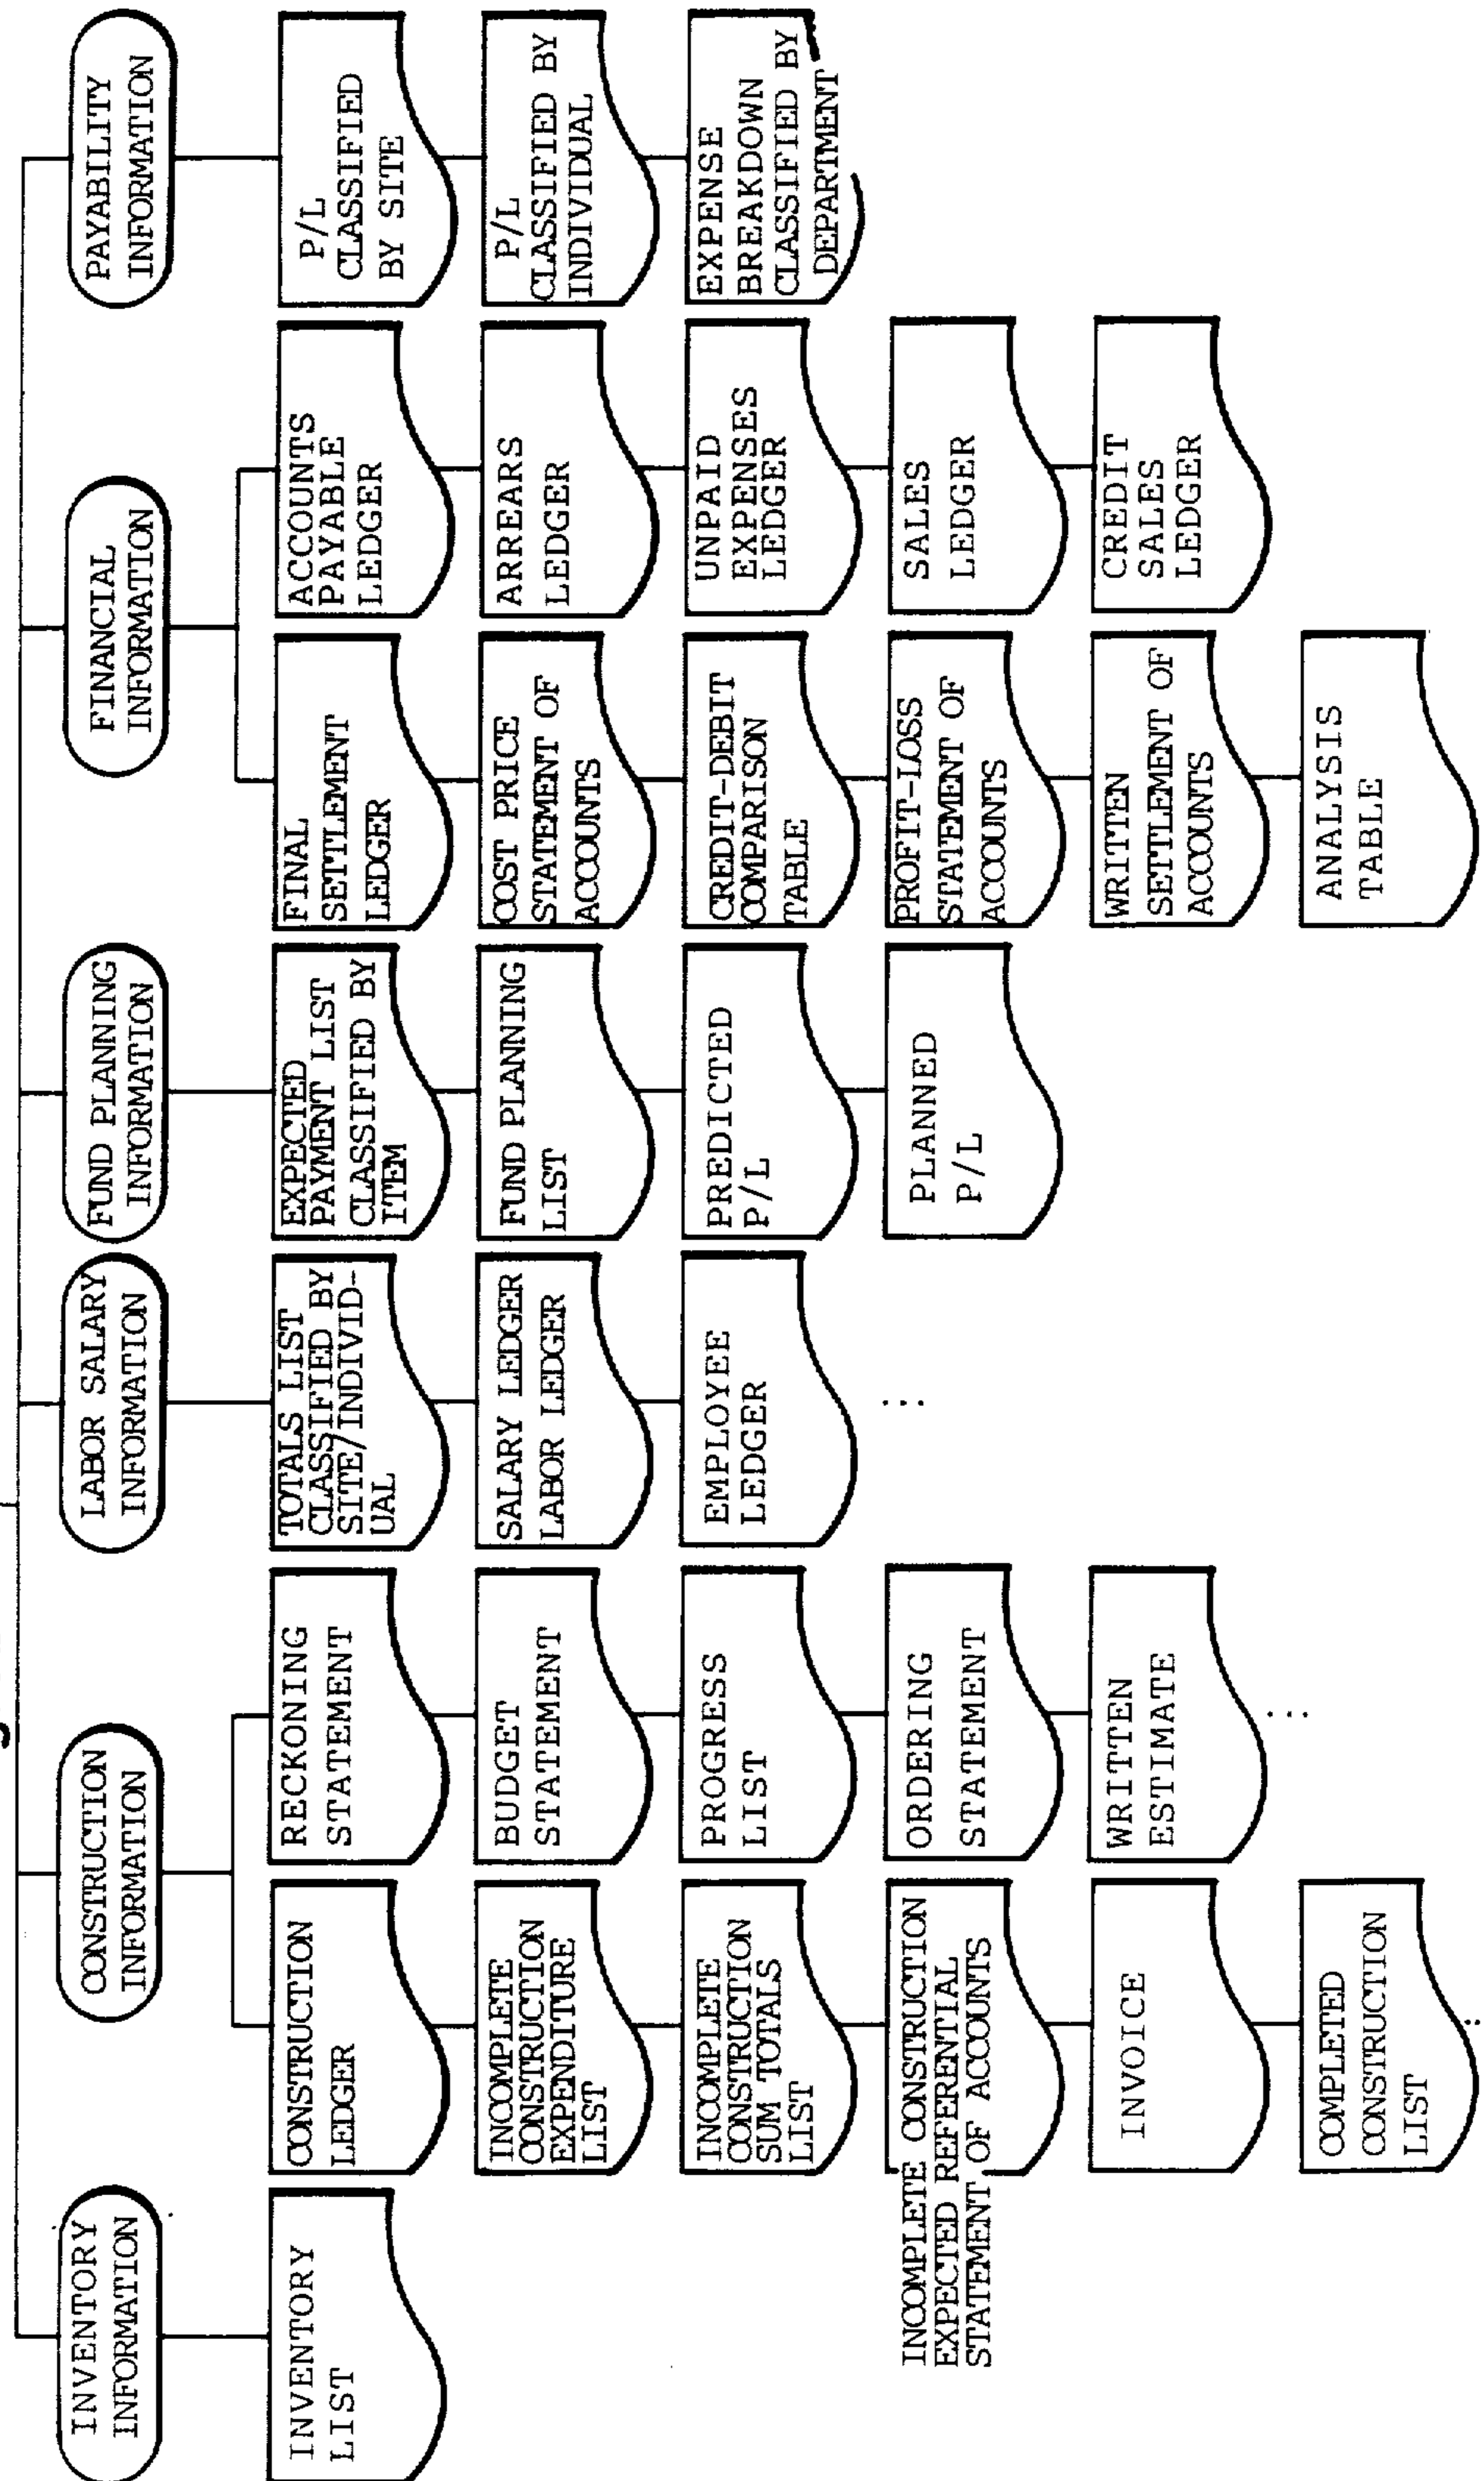 INVENTORY
INFORMATION
CONSTRUCTION
INFORMATION
LABOR SALARY
INFORMATION
FUND PLANNING
INFORMATION
FINANCIAL
INFORMATION
PAYABILITY
INFORMATION
INVENTORY
LIST
CONSTRUCTION
LEDGER
INCOMPLETE
CONSTRUCTION
EXPENDITURE
LIST
INCOMPLETE
CONSTRUCTION
SUM TOTALS
LIST
INCOMPLETE CONSTRUCTION
EXPECTED REFERENTIAL
STATEMENT OF ACCOUNTS
INVOICE
COMPLETED
CONSTRUCTION
LIST
...
RECKONING
STATEMENT
BUDGET
STATEMENT
PROGRESS
LIST
ORDERING
STATEMENT
WRITTEN
ESTIMATE
...
TOTALS LIST
CLASSIFIED BY
SITE/INDIVID-
UAL
SALARY LEDGER
LABOR LEDGER
EMPLOYEE
LEDGER
...
EXPECTED
PAYMENT LIST
CLASSIFIED BY
ITEM
FUND PLANNING
LIST
PREDICTED
P/L
PLANNED
P/L
FINAL
SETTLEMENT
LEDGER
COST PRICE
STATEMENT OF
ACCOUNTS
CREDIT-DEBIT
COMPARISON
TABLE
PROFIT-LOSS
STATEMENT OF
ACCOUNTS
WRITTEN
SETTLEMENT OF
ACCOUNTS
ANALYSIS
TABLE
ACCOUNTS
PAYABLE
LEDGER
ARREARS
LEDGER
UNPAID
EXPENSES
LEDGER
SALES
LEDGER
CREDIT
SALES
LEDGER
P/L
CLASSIFIED
BY SITE
P/L
CLASSIFIED BY
INDIVIDUAL
EXPENSE
BREAKDOWN
CLASSIFIED BY
DEPARTMENT